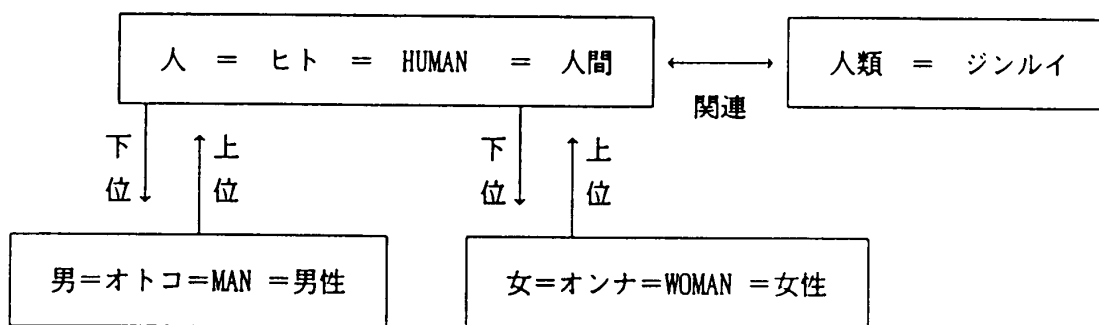 人 = ヒト = HUMAN = 人間
人類 = ジンルイ
関連
下位
上位
下位
上位
男=オトコ=MAN =男性
女=オンナ=WOMAN =女性